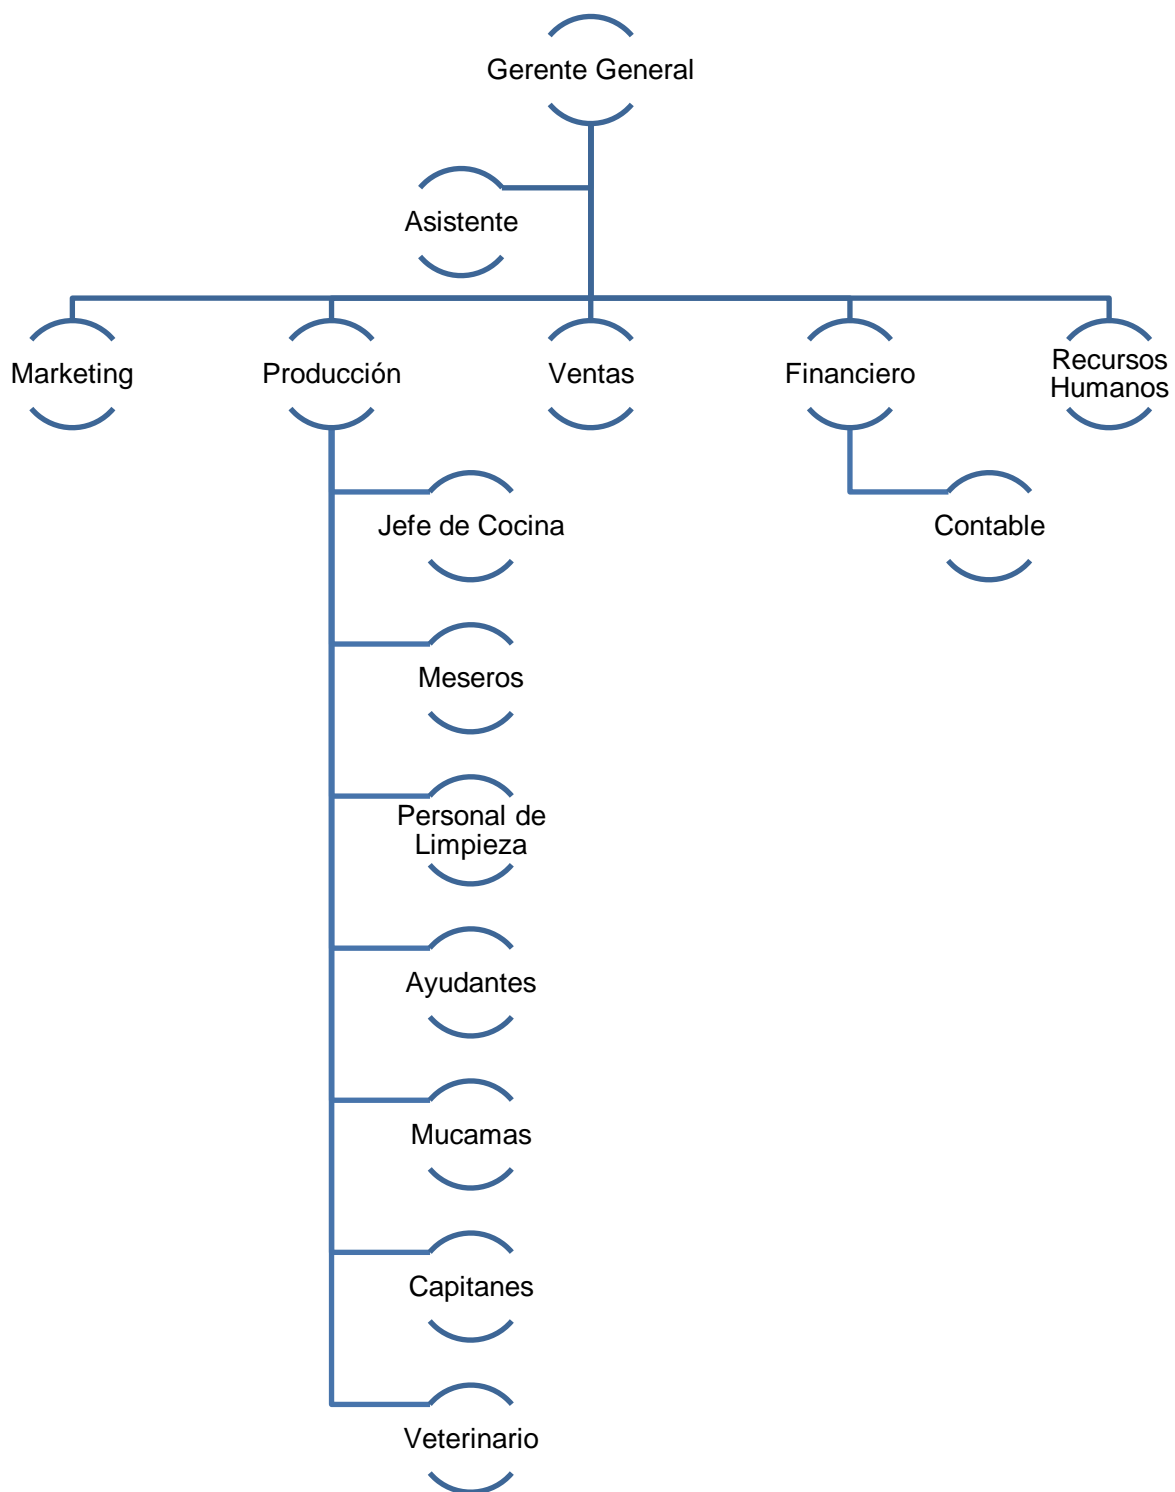 Gerente General
Asistente
Marketing
Producción
Ventas
Financiero
Recursos
Humanos
Jefe de Cocina
Contable
Meseros
Personal de
Limpieza
Ayudantes
Mucamas
Capitanes
Veterinario